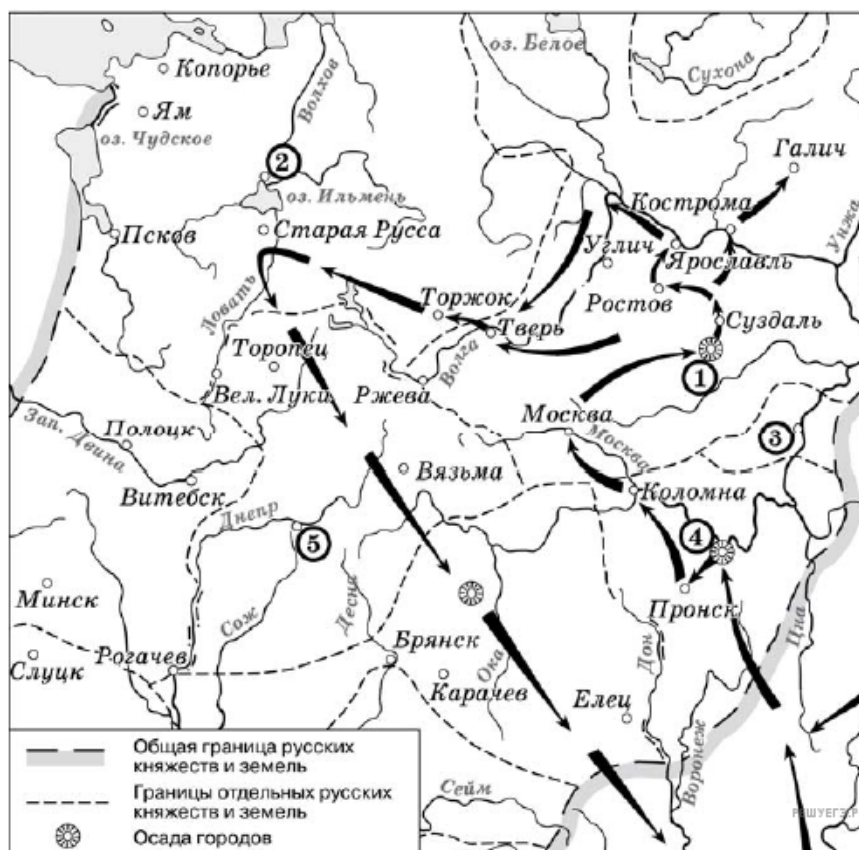 оз. Белое
Сухона
Копорье
Волхов
Ям
оз. Чудское
2
Галич
оз. Ильмень
Кострома
Унжа
Псков
Старая Русса
Углич
Ярославль
Ловать
Ростов
Торжок
Суздаль
Тверь
Торопец
Волга
1
Вел. Луки
Ржева
Москва
Москва
3
Зап. Двина
Полоцк
Вязьма
Витебск
Коломна
Днепр
5
4
Минск
Сож
Десна
Пронск
Цна
Дон
Слуцк
Рогачев
Брянск
Ока
Карачев
Елец
Воронеж
Сейм
Общая граница русских
княжеств и земель
Границы отдельных русских
княжеств и земель
Осада городов